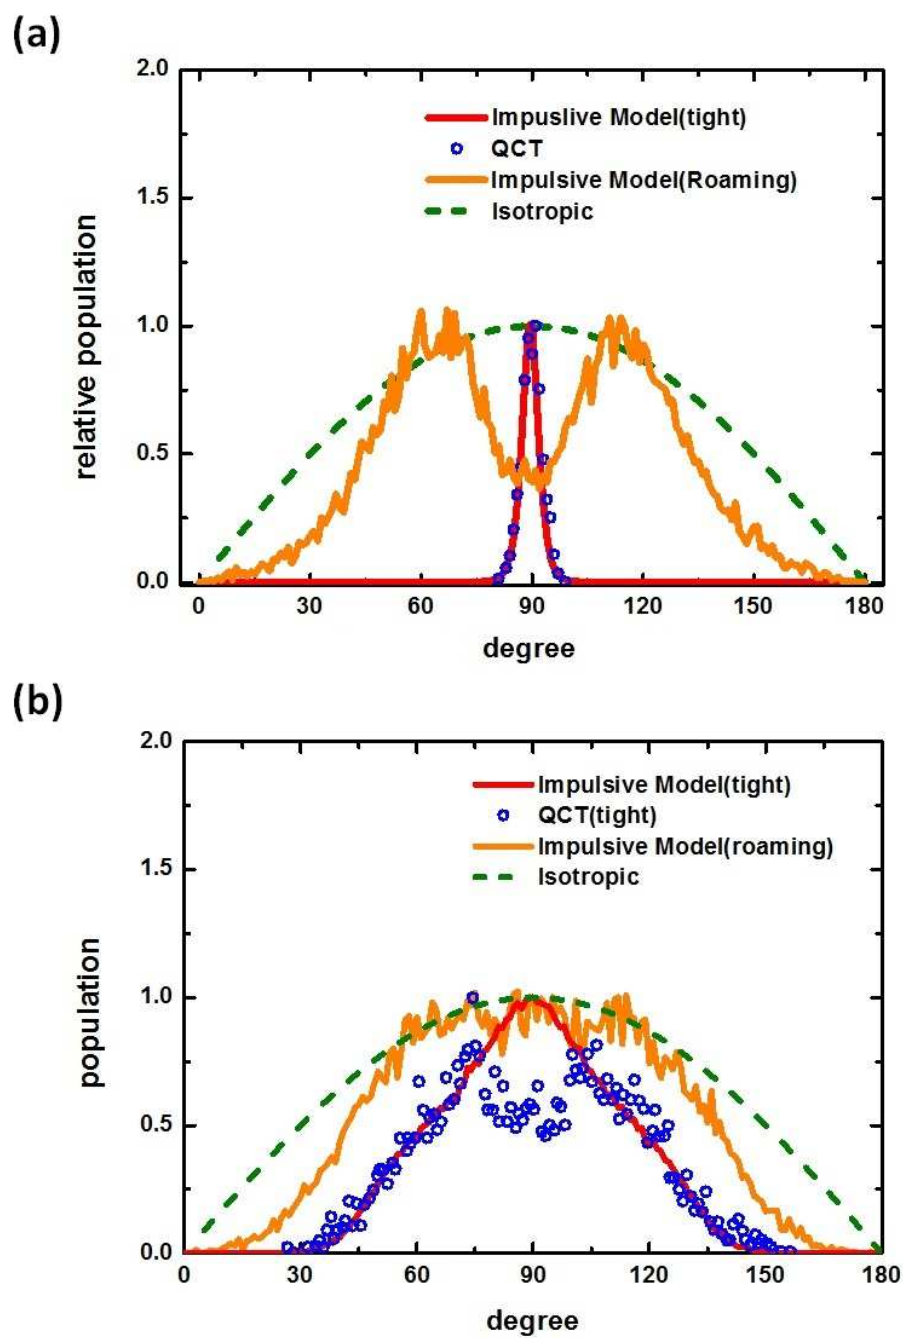 (a)
2.0
1.5
1.0
0.5
0.0
relative population
Impuslive Model(tight)
QCT
Impulsive Model(Roaming)
Isotropic
0 30 60 90 120 150 180
degree
(b)
2.0
1.5
1.0
0.5
0.0
population
Impulsive Model(tight)
QCT(tight)
Impulsive Model(roaming)
Isotropic
0 30 60 90 120 150 180
degree